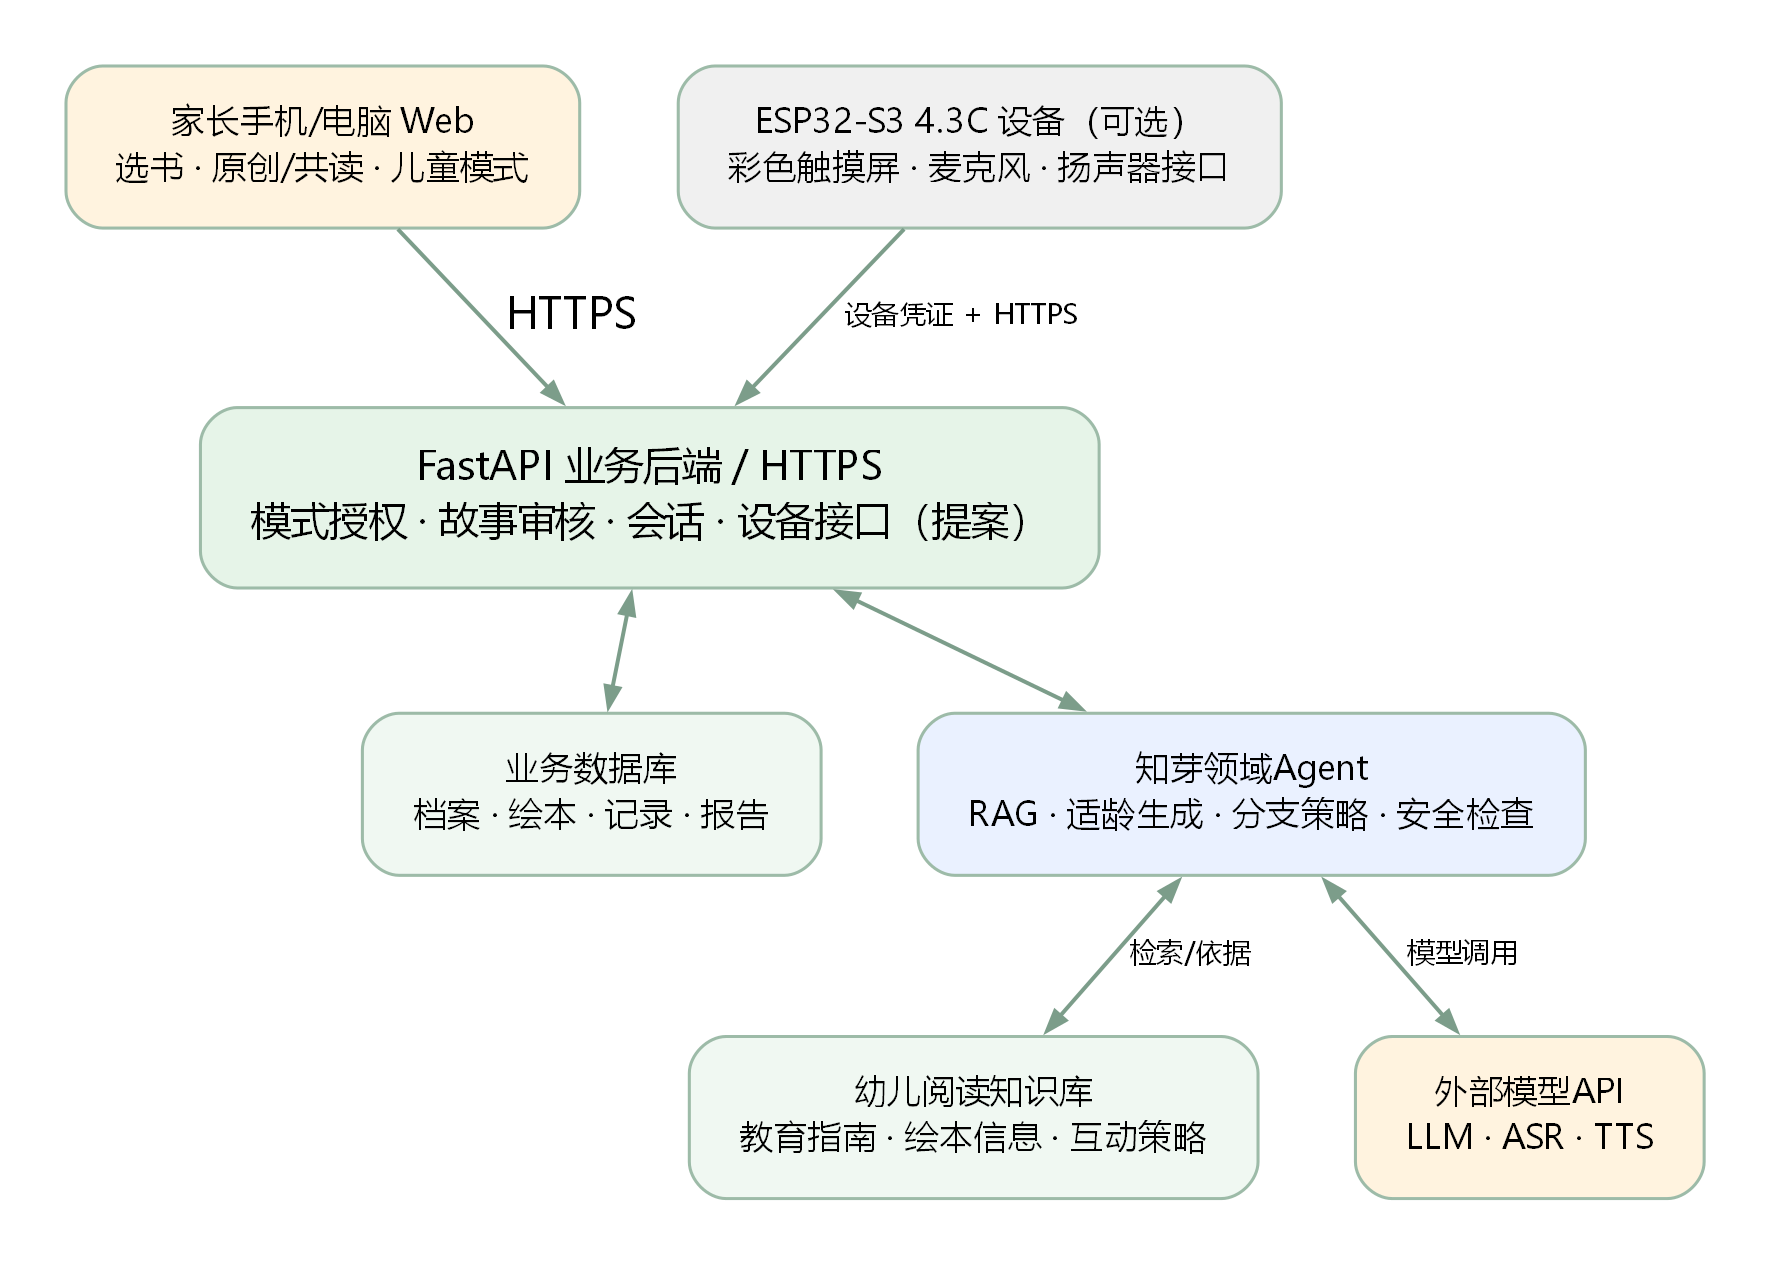 家长手机/电脑 Web
选书 · 原创/共读 · 儿童模式
ESP32-S3 4.3C 设备（可选）
彩色触摸屏 · 麦克风 · 扬声器接口
HTTPS
设备凭证 + HTTPS
FastAPI 业务后端 / HTTPS
模式授权 · 故事审核 · 会话 · 设备接口（提案）
业务数据库
档案 · 绘本 · 记录 · 报告
知芽领域Agent
RAG · 适龄生成 · 分支策略 · 安全检查
检索/依据
模型调用
幼儿阅读知识库
教育指南 · 绘本信息 · 互动策略
外部模型API
LLM · ASR · TTS